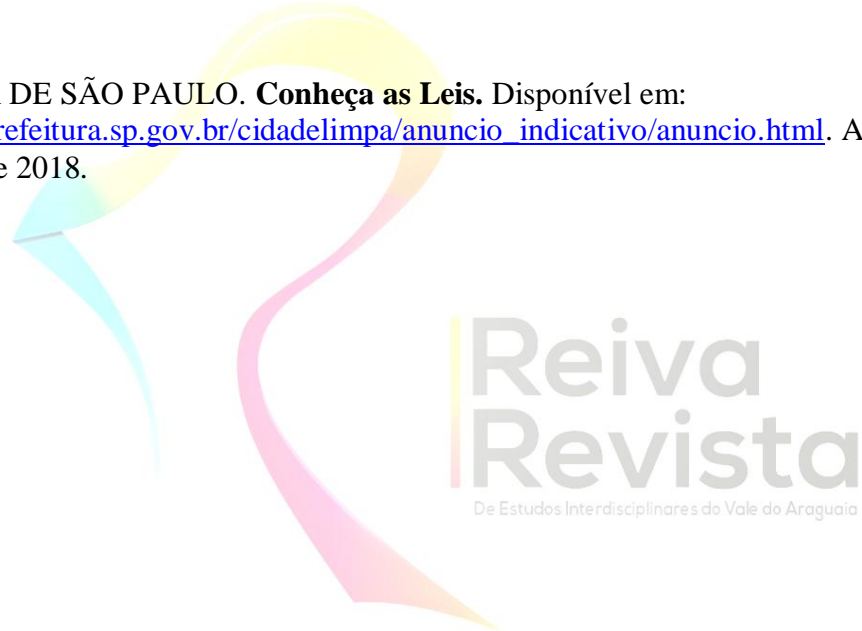 DE SÃO PAULO. Conheça as Leis. Disponível em:
refeitura.sp.gov.br/cidadelimpa/anuncio_indicativo/anuncio.html. A
e 2018.
Reiva
Revista
De Estudos Interdisciplinares do Vale do Araguaia